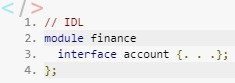 </>
1. // IDL
2. module finance
3. interface account {. . .};
4. };